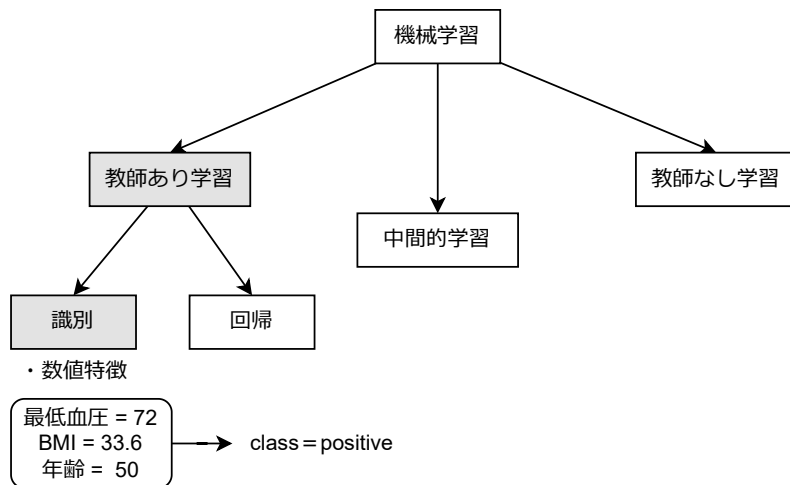 機械学習
教師あり学習
教師なし学習
中間的学習
識別
回帰
・数値特徴
最低血圧 = 72
BMI = 33.6
年齢 = 50
class = positive